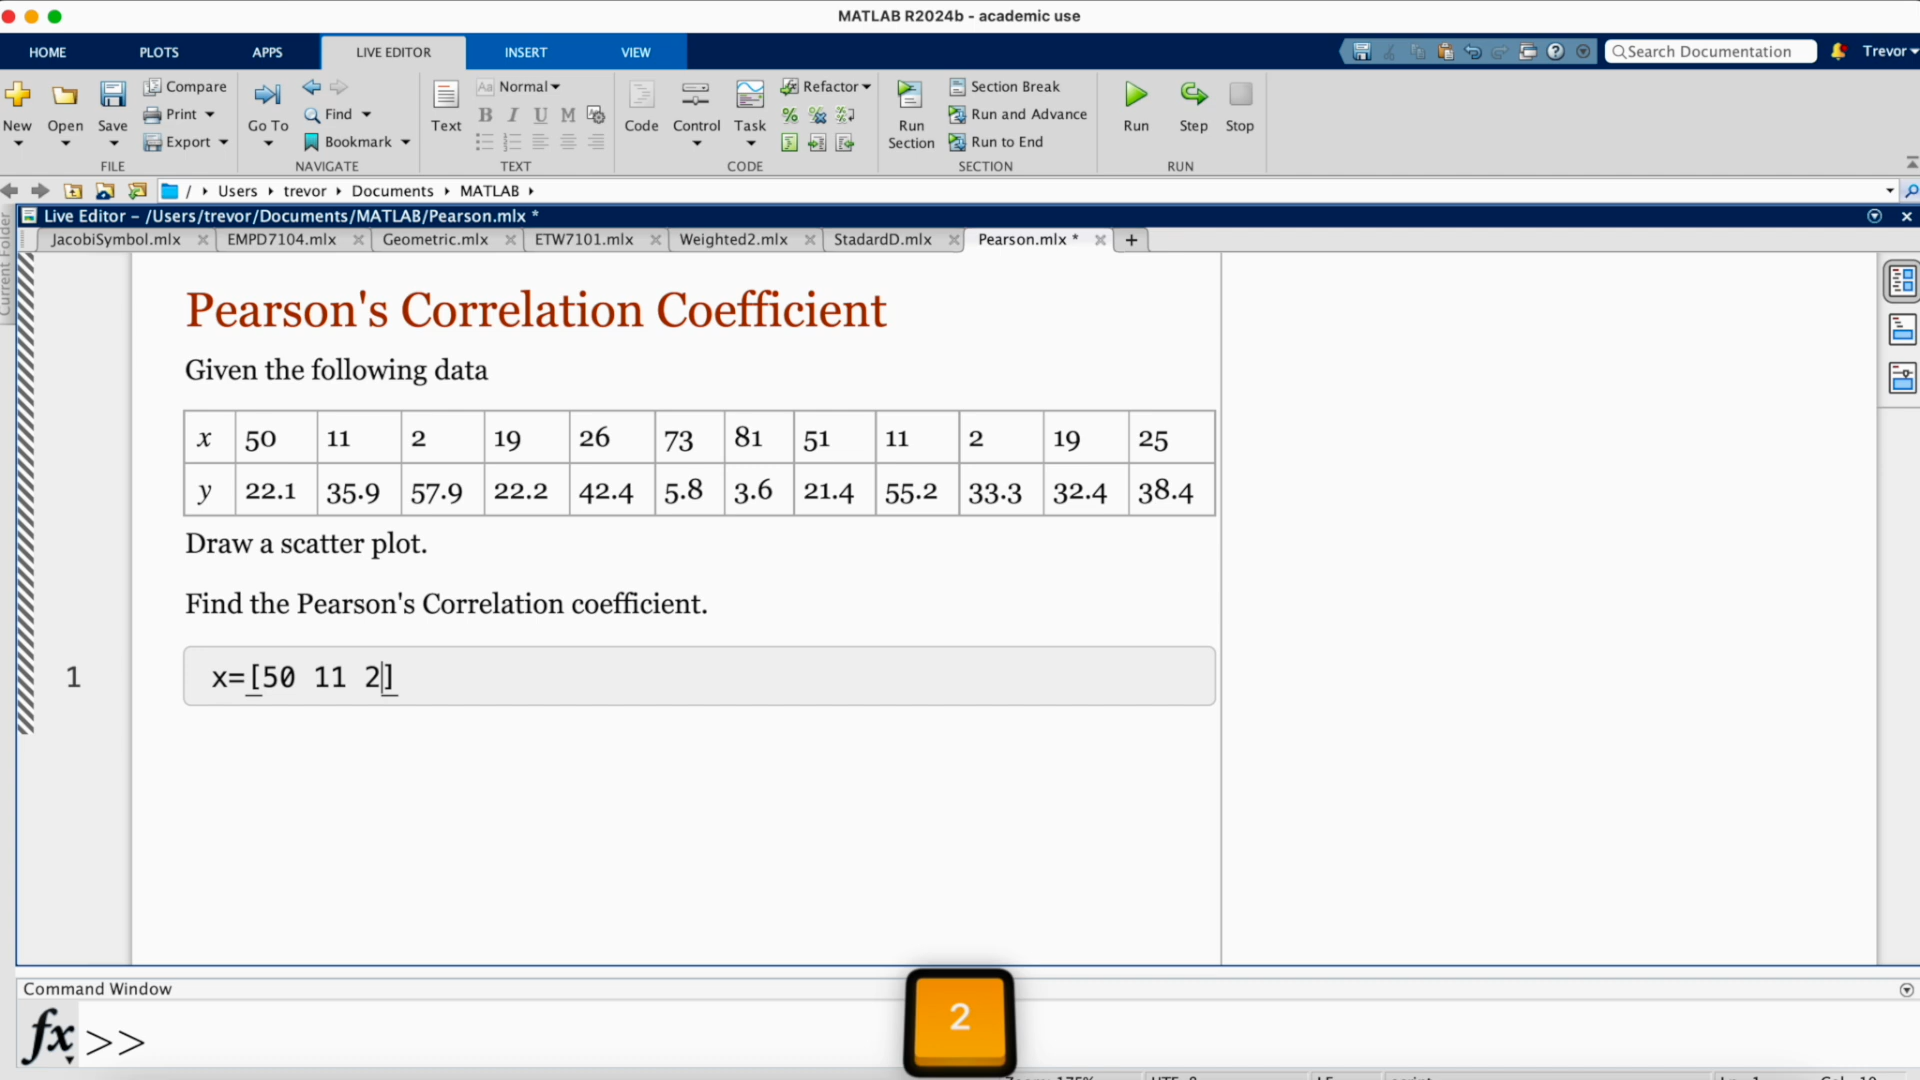 MATLAB R2024b - academic use
HOME PLOTS APPS LIVE EDITOR INSERT VIEW Search Documentation Trevor
Compare Normal Refactor Section Break
Print Find Run and Advance
New Open Save Go To Text B I U M Code Control Task Run Section Run Step Stop
Export Bookmark Run to End
FILE NAVIGATE TEXT CODE SECTION RUN
/ Users trevor Documents MATLAB
Current Folder
Live Editor - /Users/trevor/Documents/MATLAB/Pearson.mlx *
JacobiSymbol.mlx EMPD7104.mlx Geometric.mlx ETW7101.mlx Weighted2.mlx StadardD.mlx Pearson.mlx * +
Pearson's Correlation Coefficient
Given the following data
x 50 11 2 19 26 73 81 51 11 2 19 25
y 22.1 35.9 57.9 22.2 42.4 5.8 3.6 21.4 55.2 33.3 32.4 38.4
Draw a scatter plot.
Find the Pearson's Correlation coefficient.
1 x=[50 11 2]
Command Window
fx >>
2